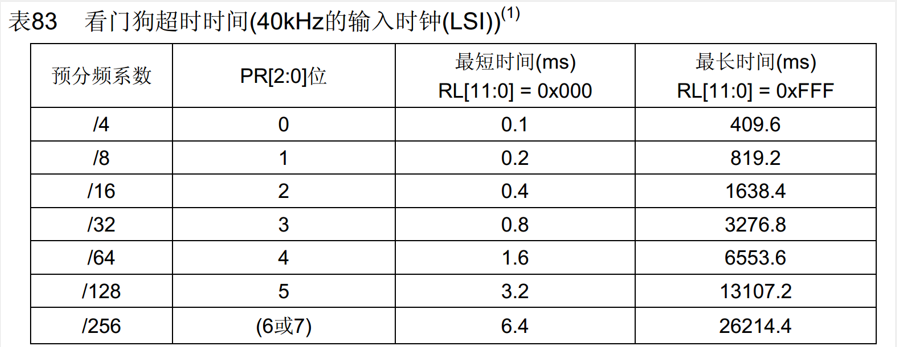 表83 看门狗超时时间(40kHz的输入时钟(LSI))(1)
预分频系数 PR[2:0]位 最短时间(ms) RL[11:0] = 0x000 最长时间(ms) RL[11:0] = 0xFFF
/4 0 0.1 409.6
/8 1 0.2 819.2
/16 2 0.4 1638.4
/32 3 0.8 3276.8
/64 4 1.6 6553.6
/128 5 3.2 13107.2
/256 (6或7) 6.4 26214.4